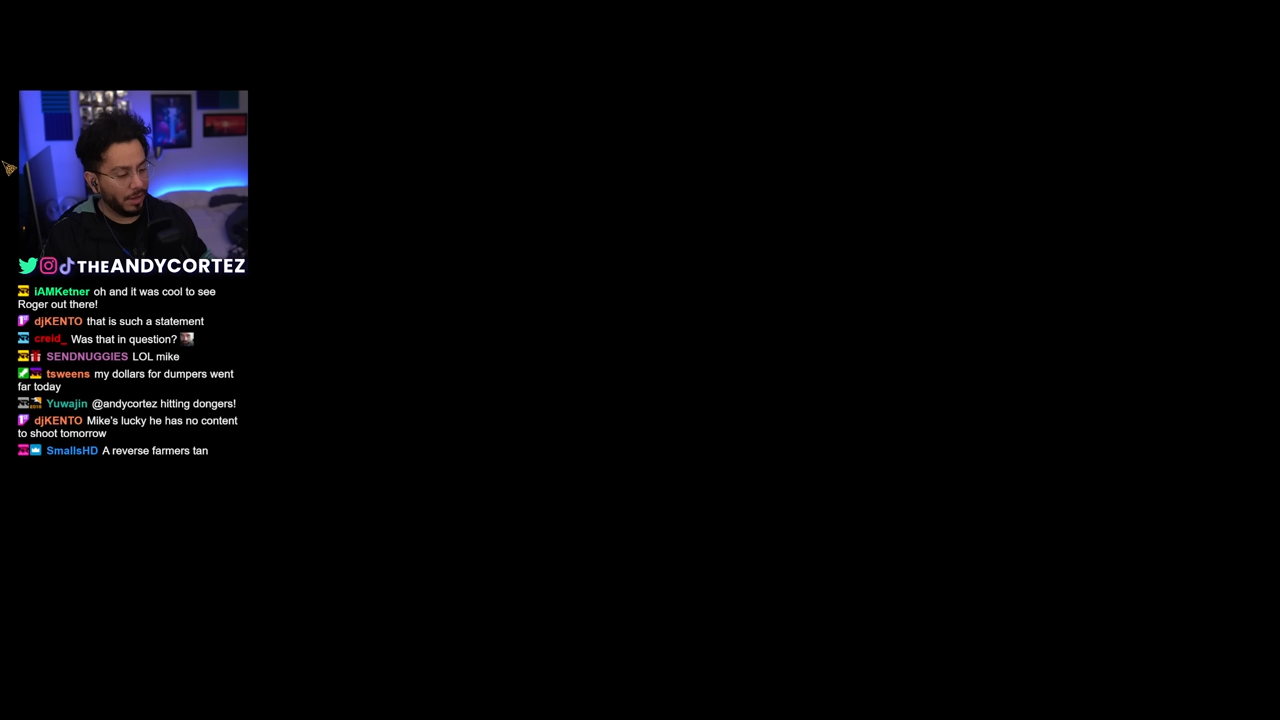 THEANDYCORTEZ
iAMKetner oh and it was cool to see
Roger out there!
djKENTO that is such a statement
creid_ Was that in question?
SENDNUGGIES LOL mike
tsweens my dollars for dumpers went
far today
Yuwajin @andycortez hitting dongers!
djKENTO Mike's lucky he has no content
to shoot tomorrow
SmallsHD A reverse farmers tan